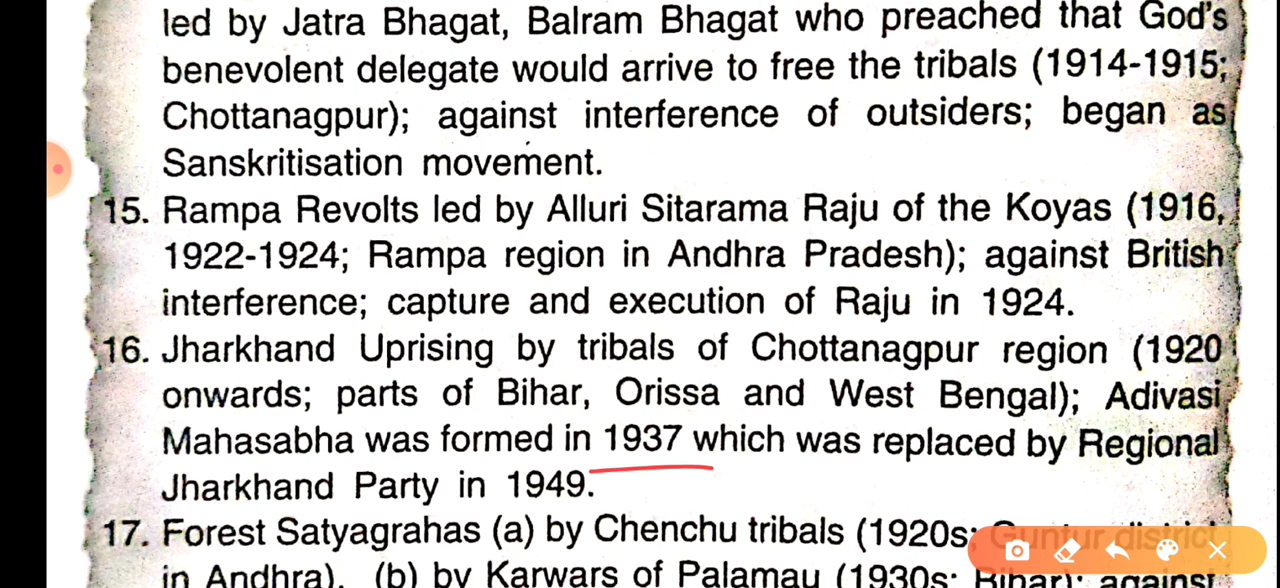 led by Jatra Bhagat, Balram Bhagat who preached that God's
benevolent delegate would arrive to free the tribals (1914-1915;
Chottanagpur); against interference of outsiders; began as
Sanskritisation movement.
15. Rampa Revolts led by Alluri Sitarama Raju of the Koyas (1916,
1922-1924; Rampa region in Andhra Pradesh); against British
interference; capture and execution of Raju in 1924.
16. Jharkhand Uprising by tribals of Chottanagpur region (1920
onwards; parts of Bihar, Orissa and West Bengal); Adivasi
Mahasabha was formed in 1937 which was replaced by Regional
Jharkhand Party in 1949.
17. Forest Satyagrahas (a) by Chenchu tribals (1920s; Guntur district
in Andhra), (b) by Karwars of Palamau (1930s; Bihar); against